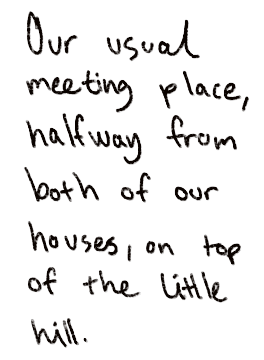 Our usual
meeting place,
halfway from
both of our
houses, on top
of the little
hill.